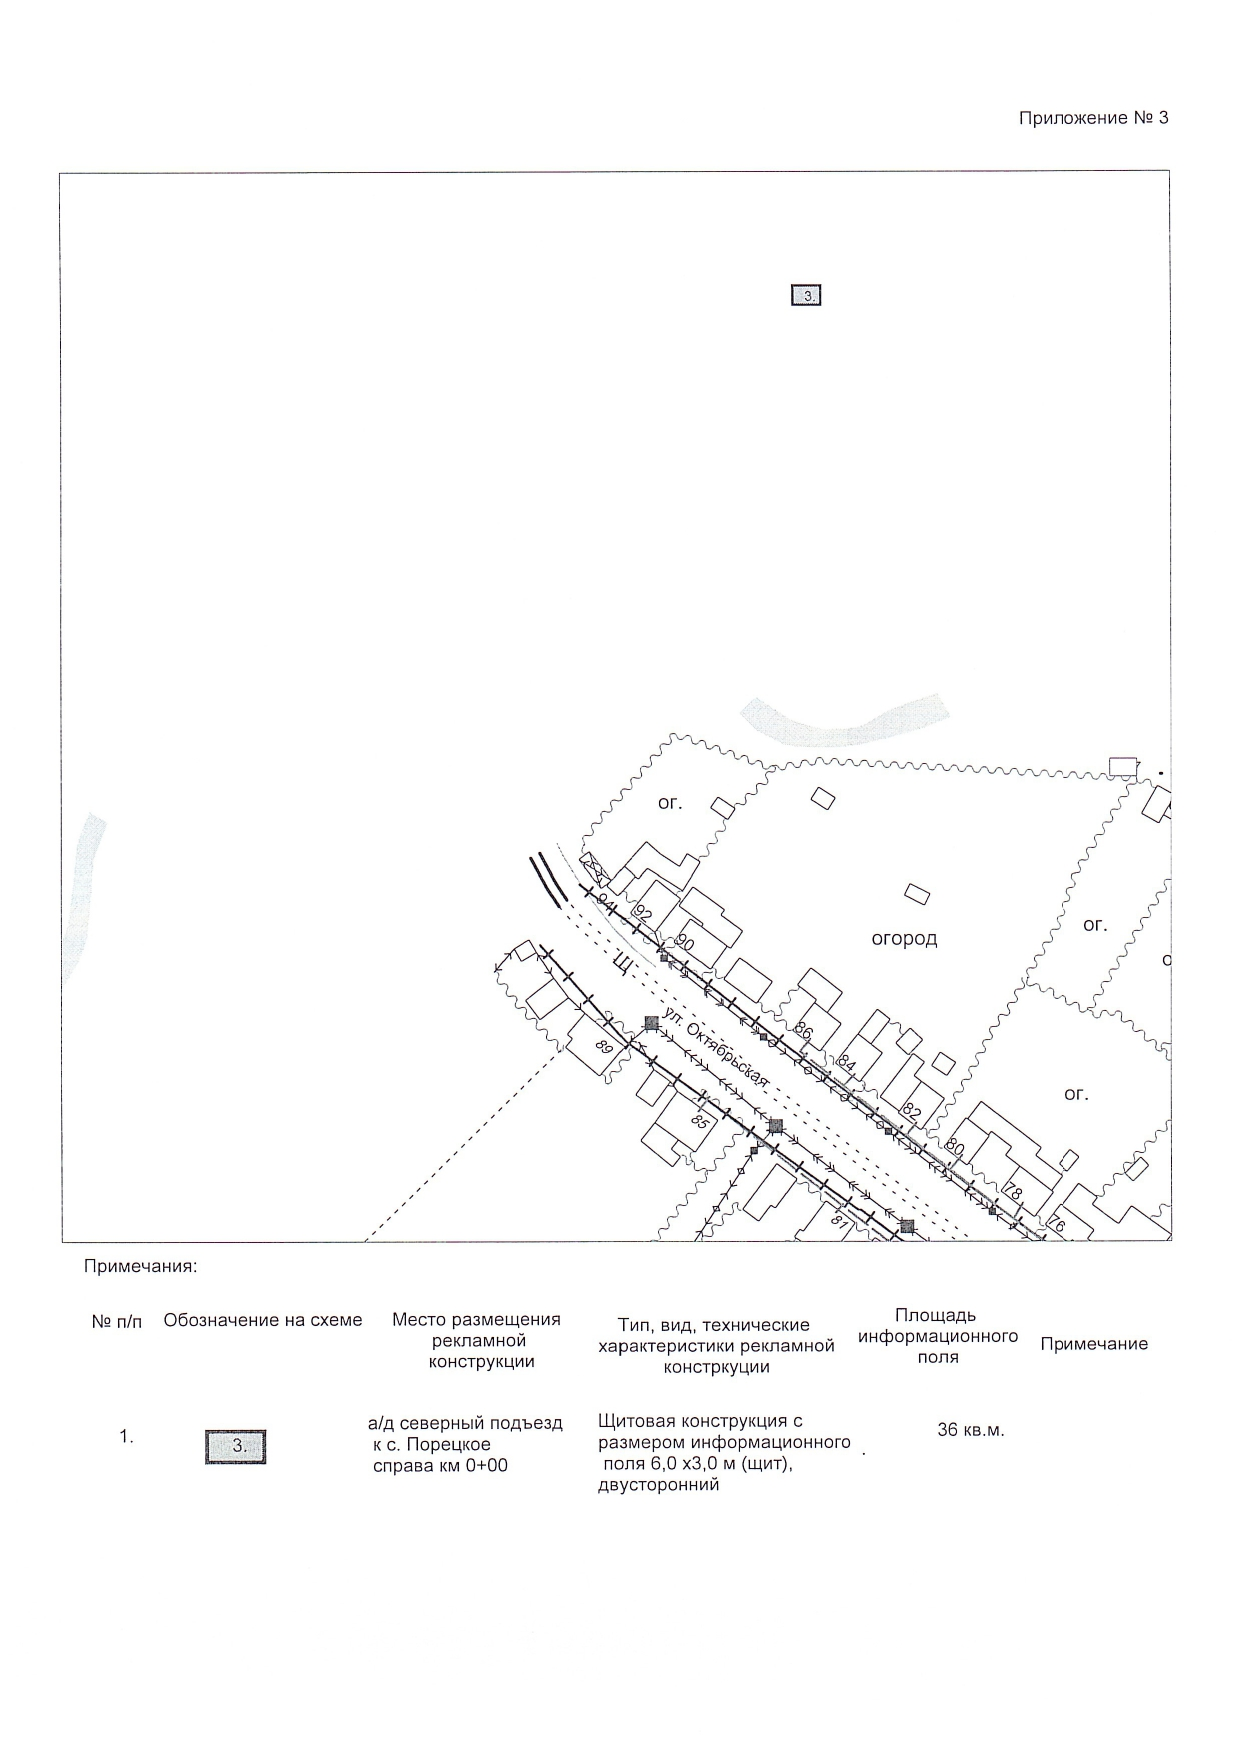 Приложение № 3
3.
ог.
94
92
90
огород
ог.
Щ
ул. Октябрьская
86
89
84
ог.
82
85
80
78
76
81
Примечания:
№ п/п Обозначение на схеме Место размещения рекламной конструкции Тип, вид, технические характеристики рекламной констркуции Площадь информационного поля Примечание
1.
3.
а/д северный подъезд
к с. Порецкое
справа км 0+00
Щитовая конструкция с
размером информационного
поля 6,0 х3,0 м (щит),
двусторонний
36 кв.м.